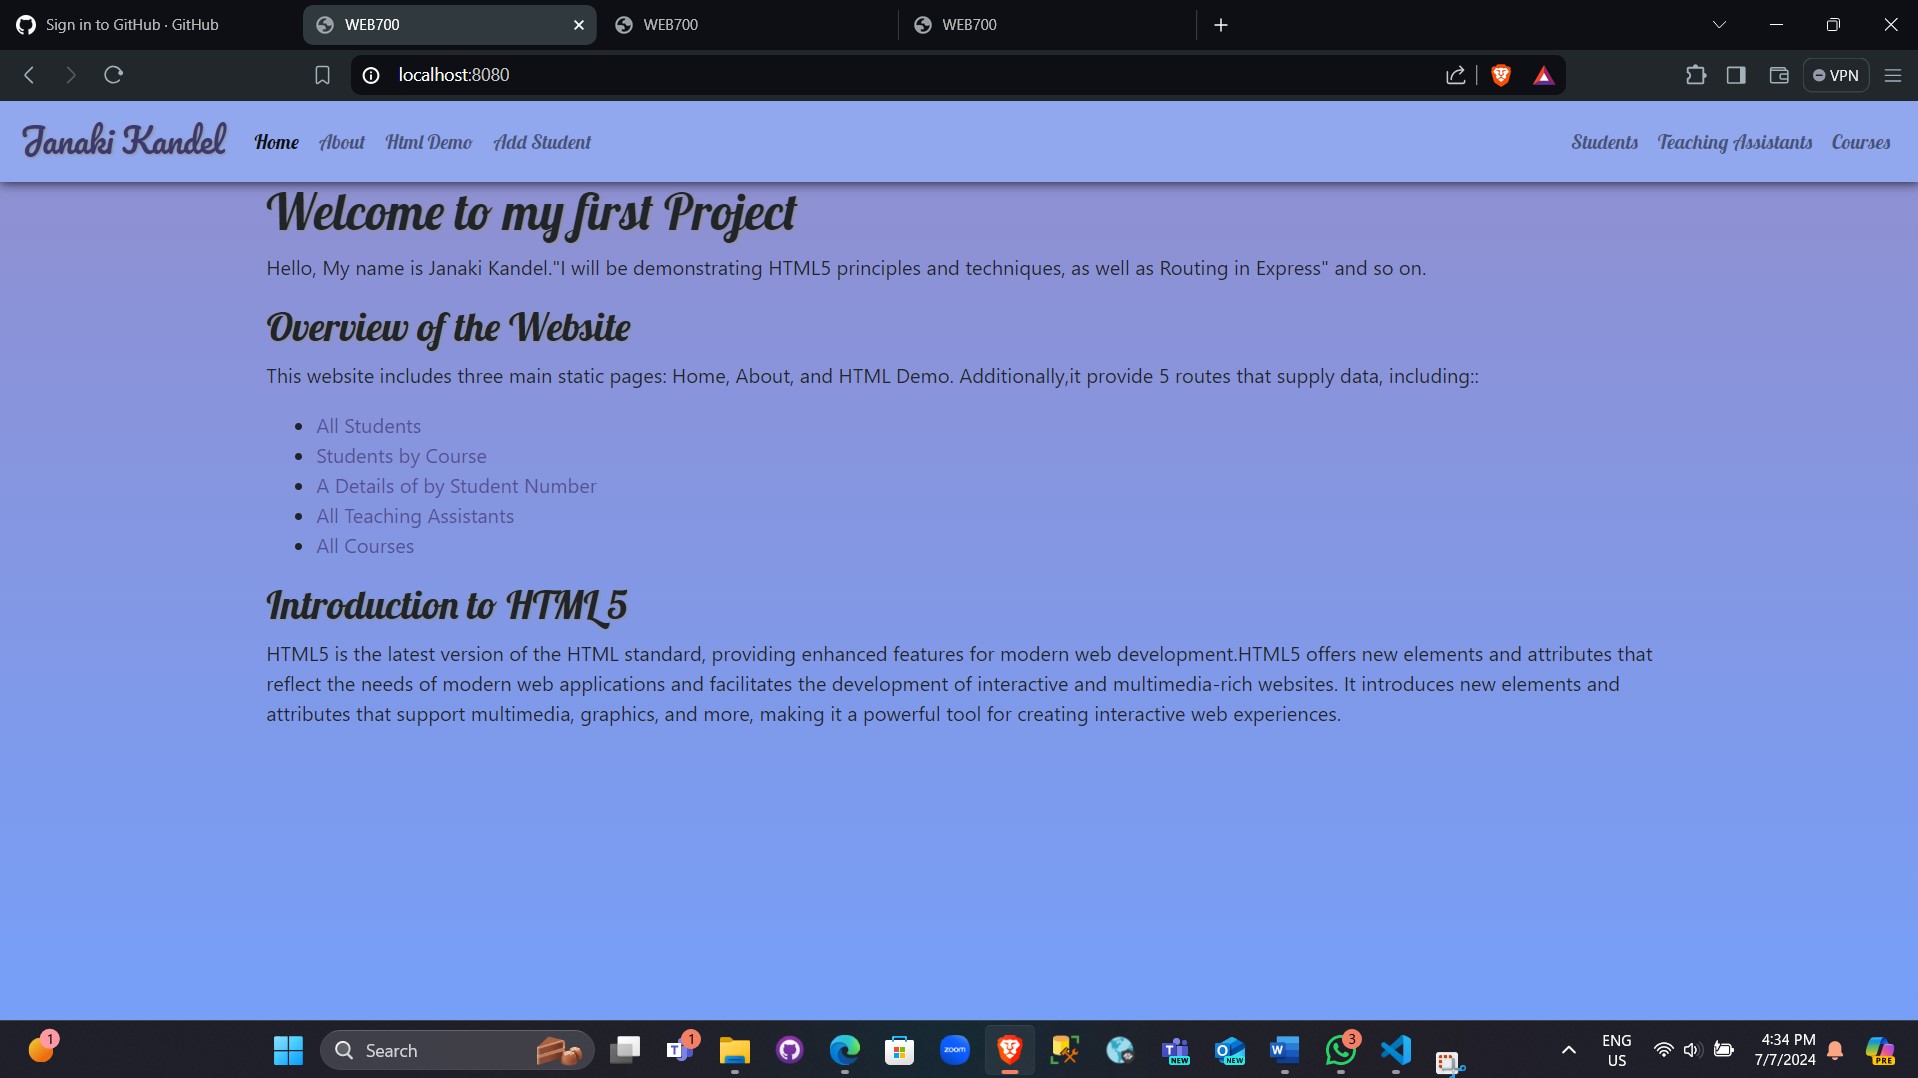 Sign in to GitHub · GitHub
WEB700
WEB700
WEB700
localhost:8080
VPN
Janaki Kandel
Home
About
Html Demo
Add Student
Students
Teaching Assistants
Courses
Welcome to my first Project
Hello, My name is Janaki Kandel."I will be demonstrating HTML5 principles and techniques, as well as Routing in Express" and so on.
Overview of the Website
This website includes three main static pages: Home, About, and HTML Demo. Additionally,it provide 5 routes that supply data, including::
All Students
Students by Course
A Details of by Student Number
All Teaching Assistants
All Courses
Introduction to HTML 5
HTML5 is the latest version of the HTML standard, providing enhanced features for modern web development.HTML5 offers new elements and attributes that
reflect the needs of modern web applications and facilitates the development of interactive and multimedia-rich websites. It introduces new elements and
attributes that support multimedia, graphics, and more, making it a powerful tool for creating interactive web experiences.
1
Search
T
1
zoom
T
NEW
O
NEW
W
3
ENG
US
4:34 PM
7/7/2024
PRE